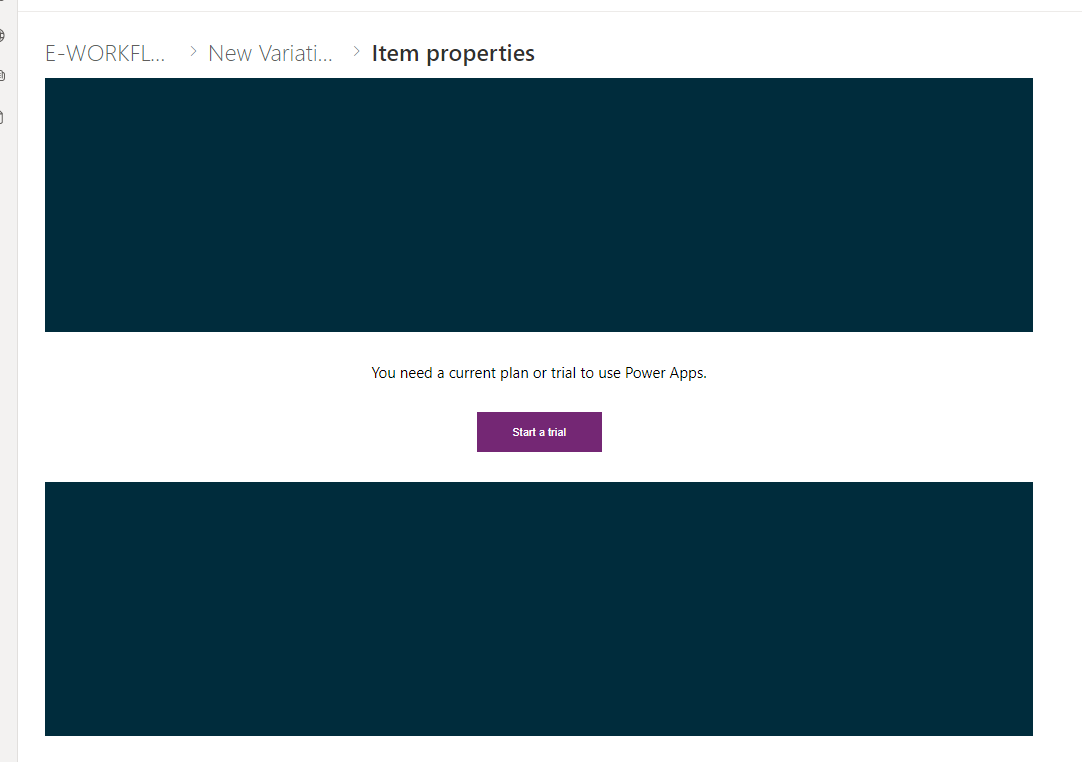 E-WORKFL... > New Variati... > Item properties
You need a current plan or trial to use Power Apps.
Start a trial